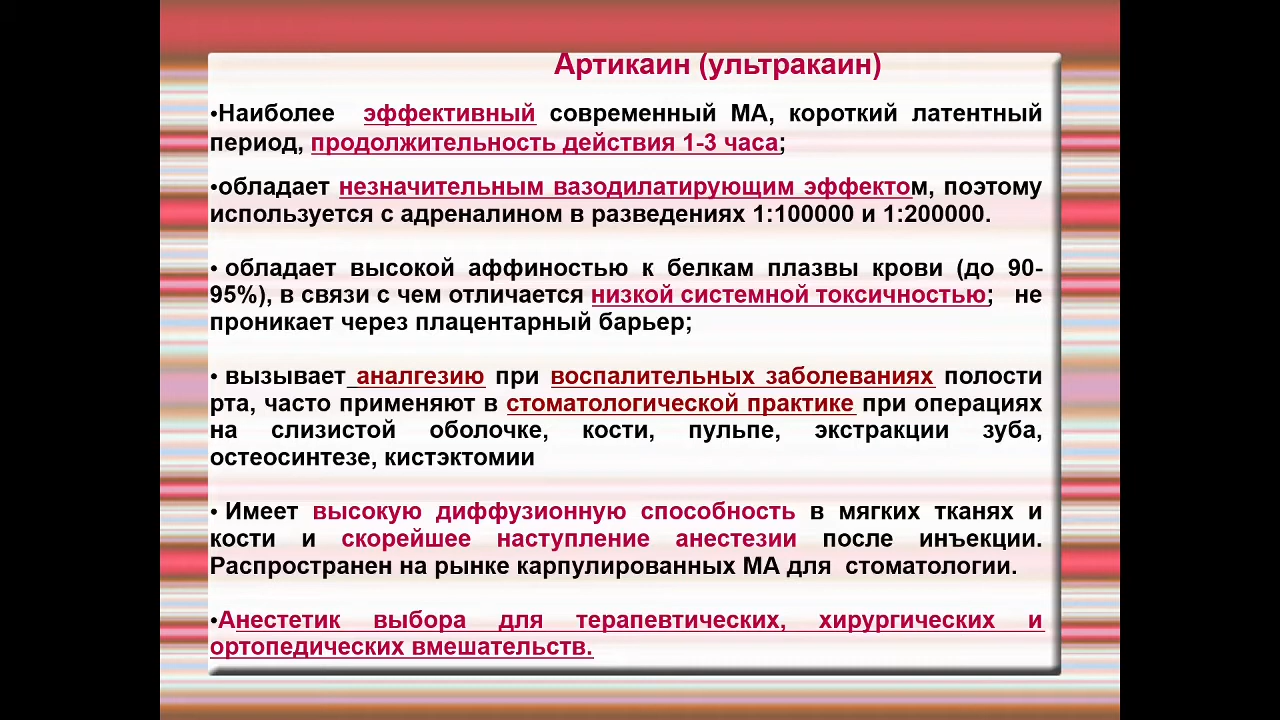 Артикаин (ультракаин)
•Наиболее эффективный современный МА, короткий латентный
период, продолжительность действия 1-3 часа;
•обладает незначительным вазодилатирующим эффектом, поэтому
используется с адреналином в разведениях 1:100000 и 1:200000.
• обладает высокой аффиностью к белкам плазвы крови (до 90-
95%), в связи с чем отличается низкой системной токсичностью; не
проникает через плацентарный барьер;
• вызывает аналгезию при воспалительных заболеваниях полости
рта, часто применяют в стоматологической практике при операциях
на слизистой оболочке, кости, пульпе, экстракции зуба,
остеосинтезе, кистэктомии
• Имеет высокую диффузионную способность в мягких тканях и
кости и скорейшее наступление анестезии после инъекции.
Распространен на рынке карпулированных МА для стоматологии.
•Анестетик выбора для терапевтических, хирургических и
ортопедических вмешательств.